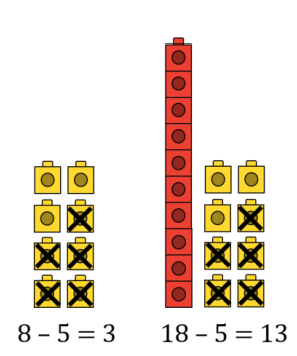 8 – 5 = 3
18 – 5 = 13